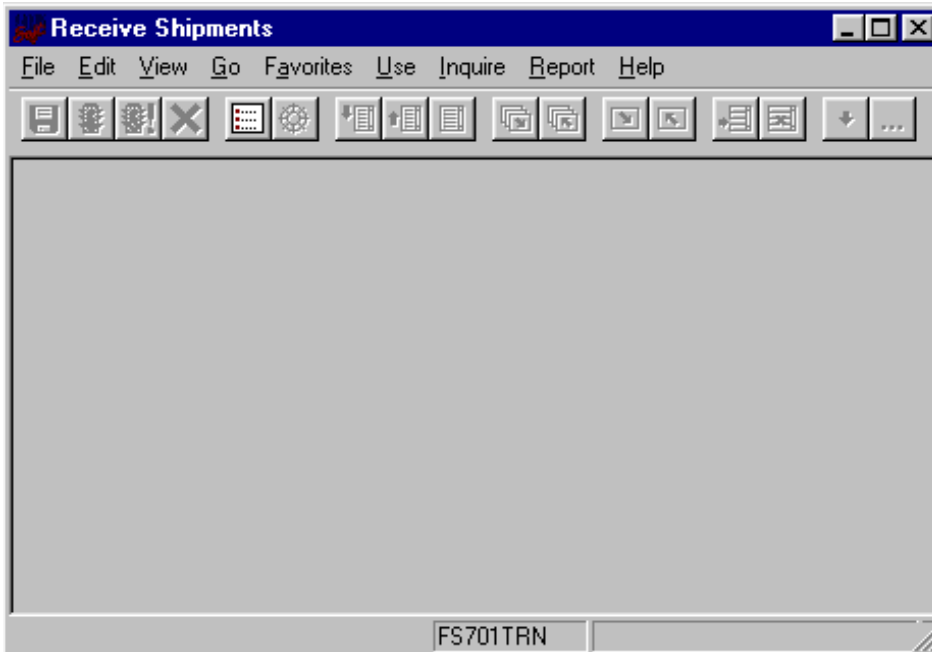 Receive Shipments
File Edit View Go Favorites Use Inquire Report Help
...
FS701TRN